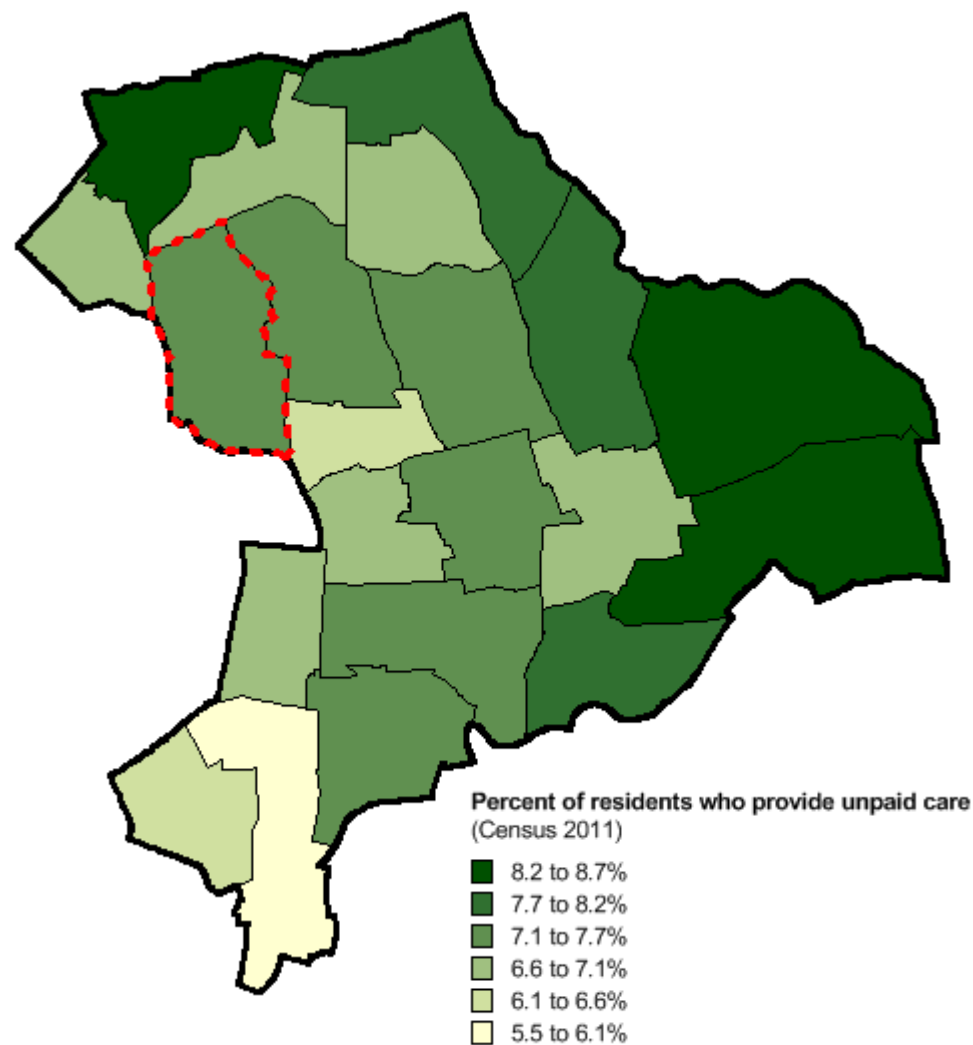 Percent of residents who provide unpaid care
(Census 2011)
8.2 to 8.7%
7.7 to 8.2%
7.1 to 7.7%
6.6 to 7.1%
6.1 to 6.6%
5.5 to 6.1%